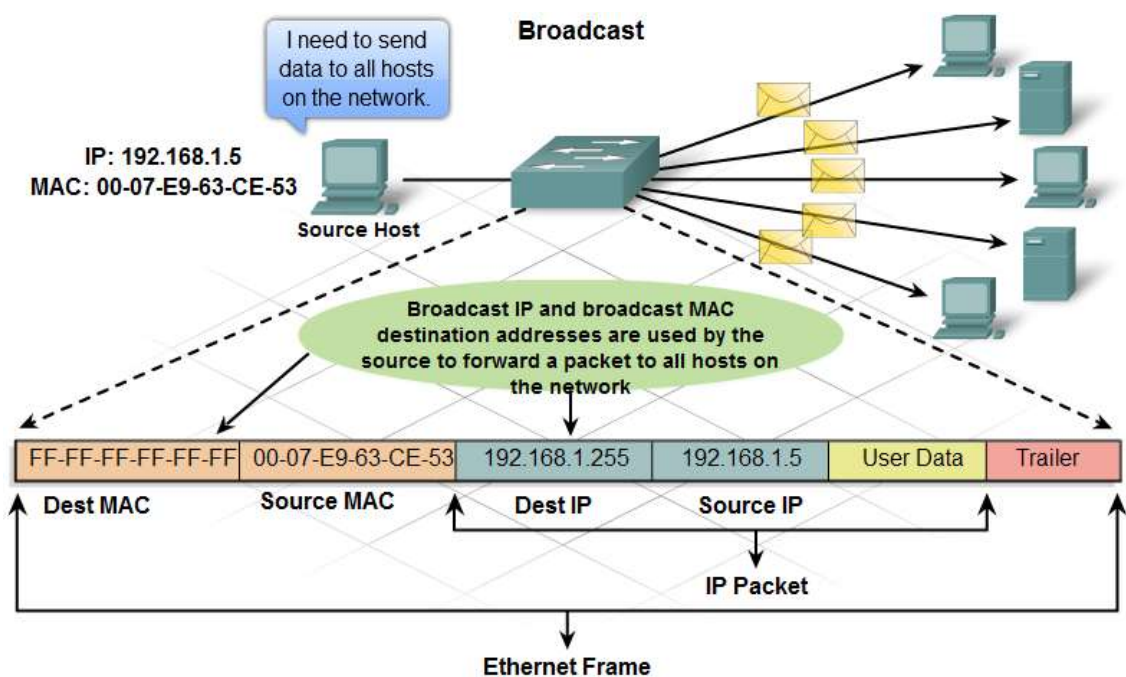 Broadcast
I need to send
data to all hosts
on the network.
IP: 192.168.1.5
MAC: 00-07-E9-63-CE-53
Source Host
Broadcast IP and broadcast MAC
destination addresses are used by the
source to forward a packet to all hosts on
the network
FF-FF-FF-FF-FF-FF 00-07-E9-63-CE-53 192.168.1.255 192.168.1.5 User Data Trailer
Dest MAC Source MAC Dest IP Source IP
IP Packet
Ethernet Frame